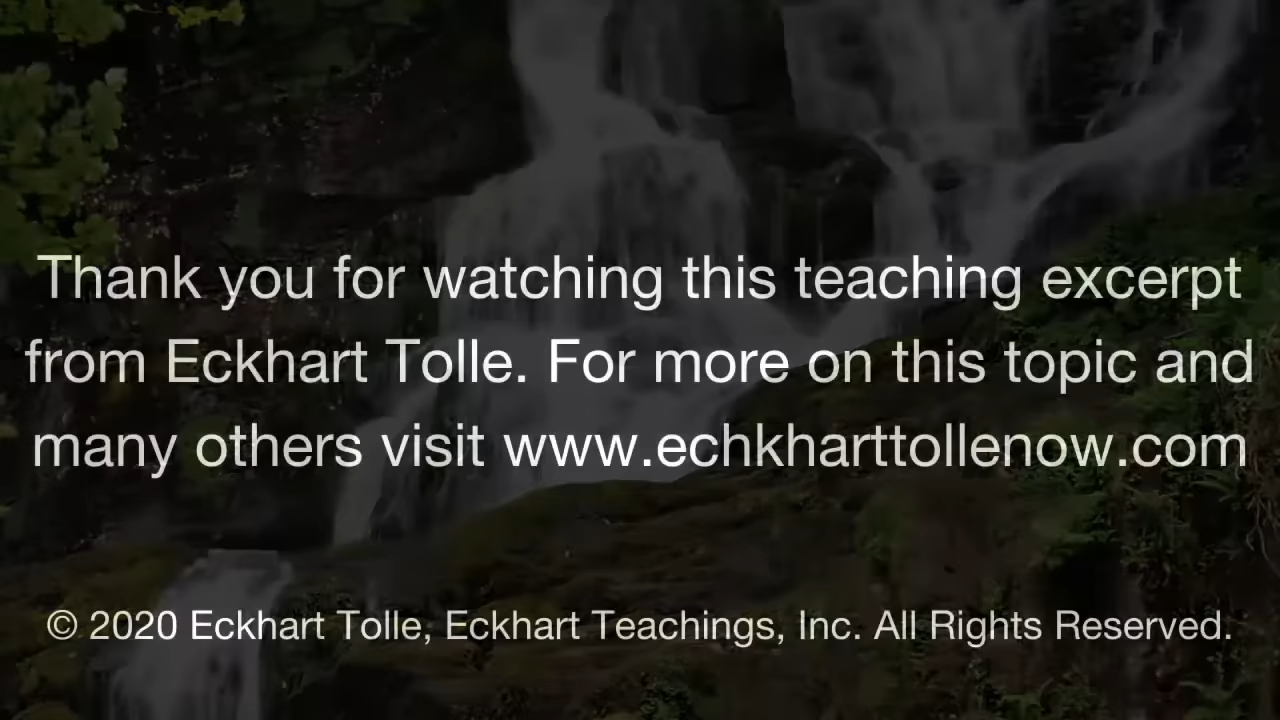 Thank you for watching this teaching excerpt
from Eckhart Tolle. For more on this topic and
many others visit www.echkharttollenow.com
© 2020 Eckhart Tolle, Eckhart Teachings, Inc. All Rights Reserved.